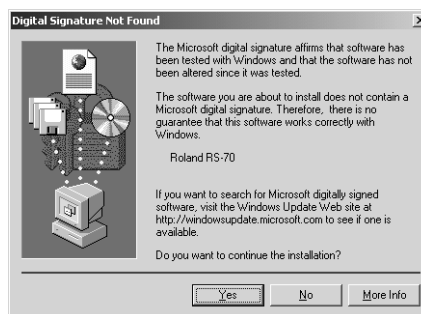 Digital Signature Not Found
The Microsoft digital signature affirms that software has
been tested with Windows and that the software has not
been altered since it was tested.
The software you are about to install does not contain a
Microsoft digital signature. Therefore, there is no
guarantee that this software works correctly with
Windows.
Roland RS-70
If you want to search for Microsoft digitally signed
software, visit the Windows Update Web site at
http://windowsupdate.microsoft.com to see if one is
available.
Do you want to continue the installation?
Yes No More Info